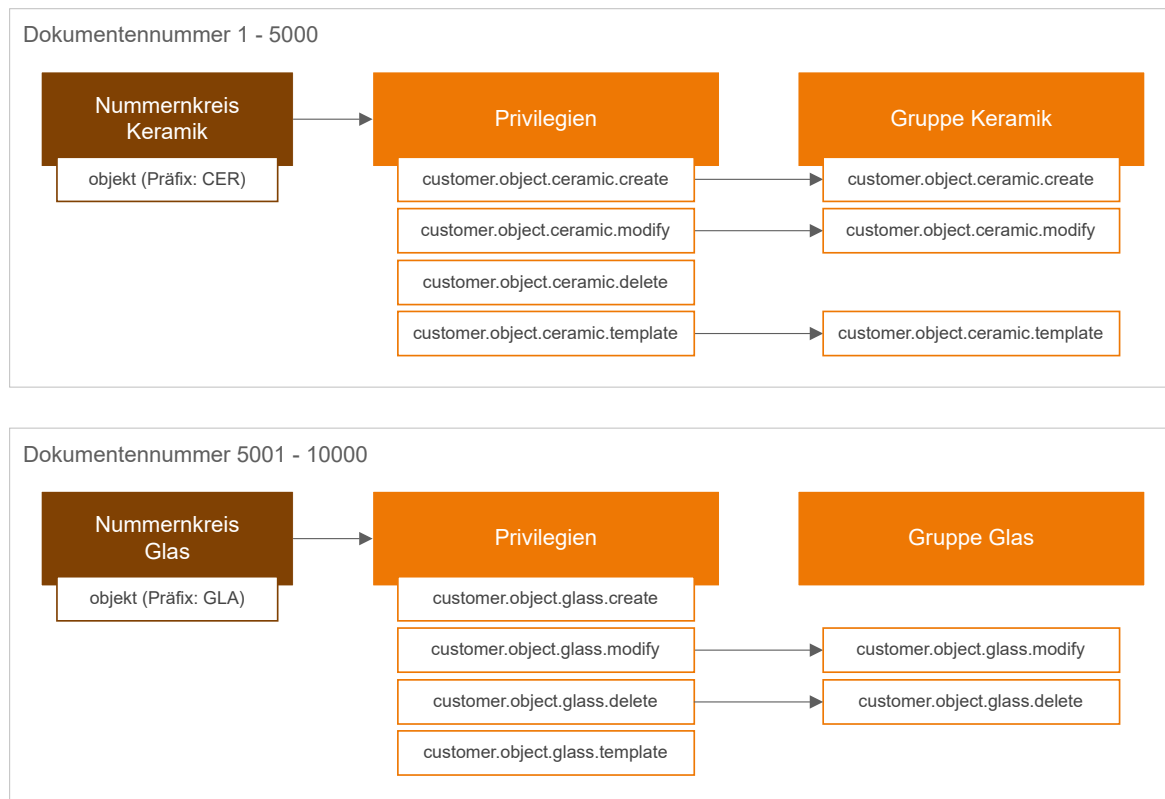 Dokumentennummer 1 - 5000
Nummernkreis
Keramik
objekt (Präfix: CER)
Privilegien
customer.object.ceramic.create
customer.object.ceramic.modify
customer.object.ceramic.delete
customer.object.ceramic.template
Gruppe Keramik
customer.object.ceramic.create
customer.object.ceramic.modify
customer.object.ceramic.template
Dokumentennummer 5001 - 10000
Nummernkreis
Glas
objekt (Präfix: GLA)
Privilegien
customer.object.glass.create
customer.object.glass.modify
customer.object.glass.delete
customer.object.glass.template
Gruppe Glas
customer.object.glass.modify
customer.object.glass.delete